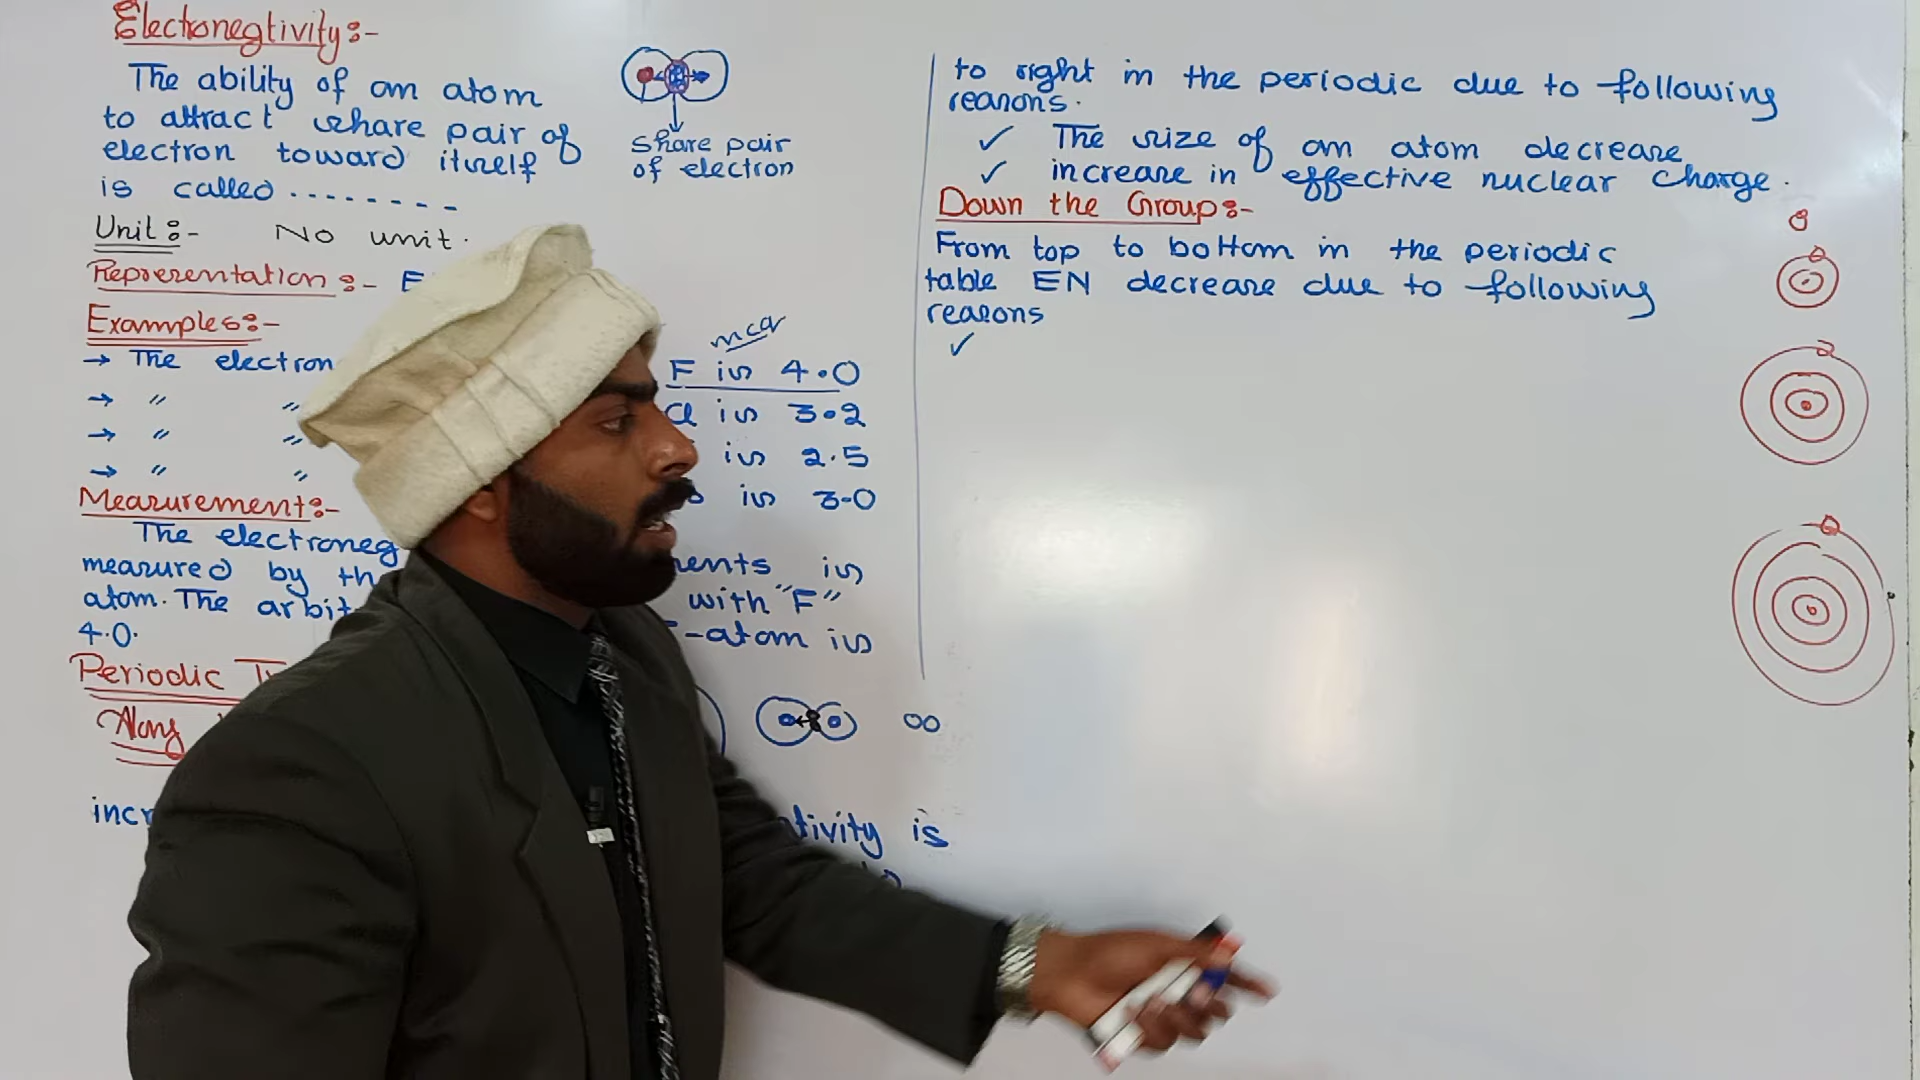 Electronegtivity:-
The ability of an atom
to attract share pair of
electron toward itself
is called --------
share pair
of electron
Unit:- No unit.
Representation:- E
Examples:-
→ The electron
mcq
F is 4.0
→ " "
Cl is 3.2
→ " "
is 2.5
→ " "
is 3.0
Measurement:-
The electroneg
measured by th
ments is
atom. The arbit
with "F"
4.0.
-atom is
Periodic T
Along
incr
tivity is
to right in the periodic due to following
reasons.
✓ The size of an atom decrease
✓ increase in effective nuclear charge.
Down the Group:-
From top to bottom in the periodic
table EN decrease due to following
reasons
✓